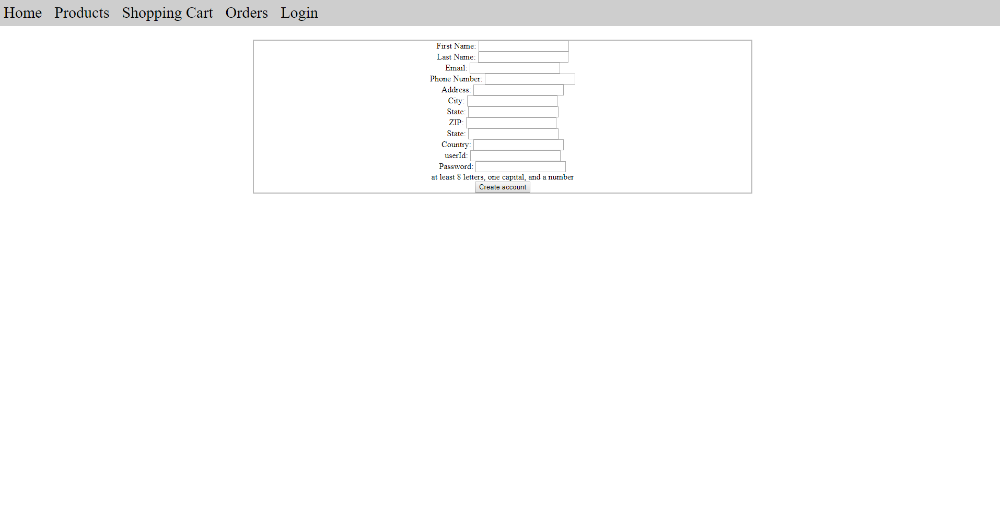 Home Products Shopping Cart Orders Login
First Name:
Last Name:
Email:
Phone Number:
Address:
City:
State:
ZIP:
State:
Country:
userId:
Password:
at least 8 letters, one capital, and a number
Create account